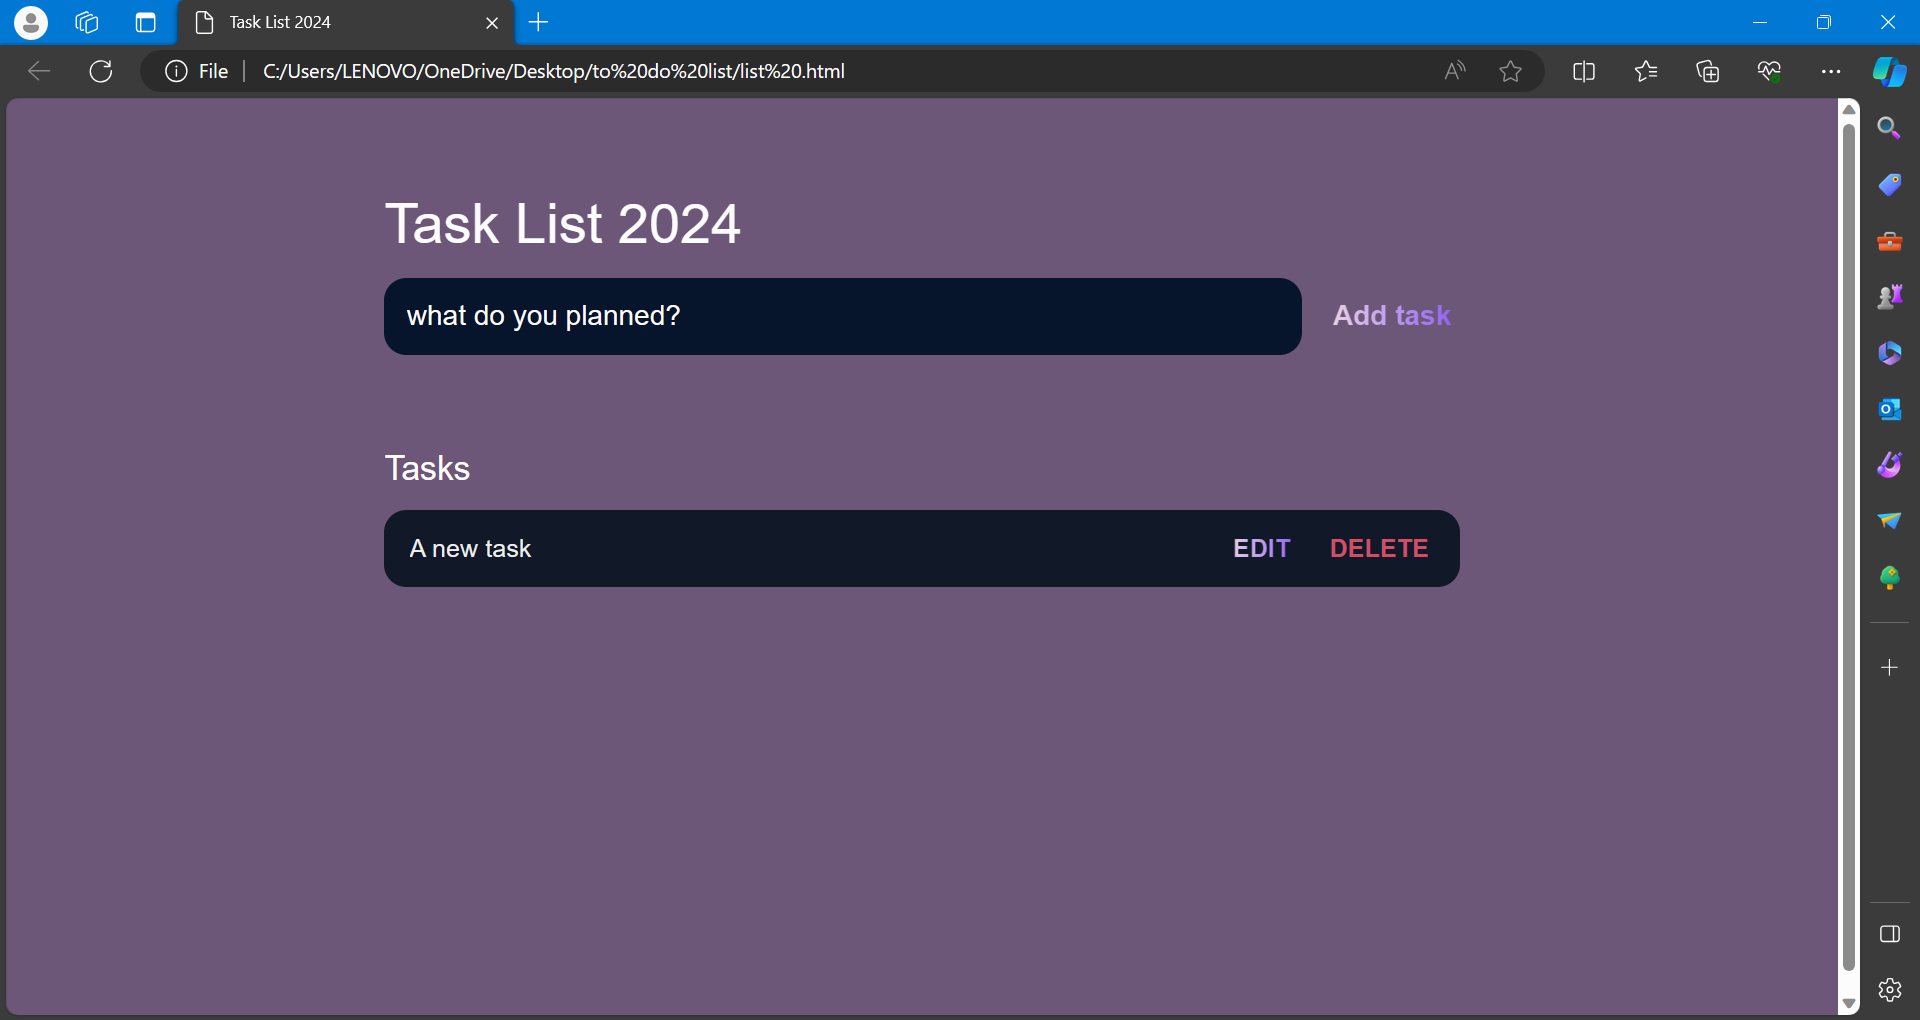 Task List 2024
File C:/Users/LENOVO/OneDrive/Desktop/to%20do%20list/list%20.html
Task List 2024
what do you planned? Add task
Tasks
A new task EDIT DELETE